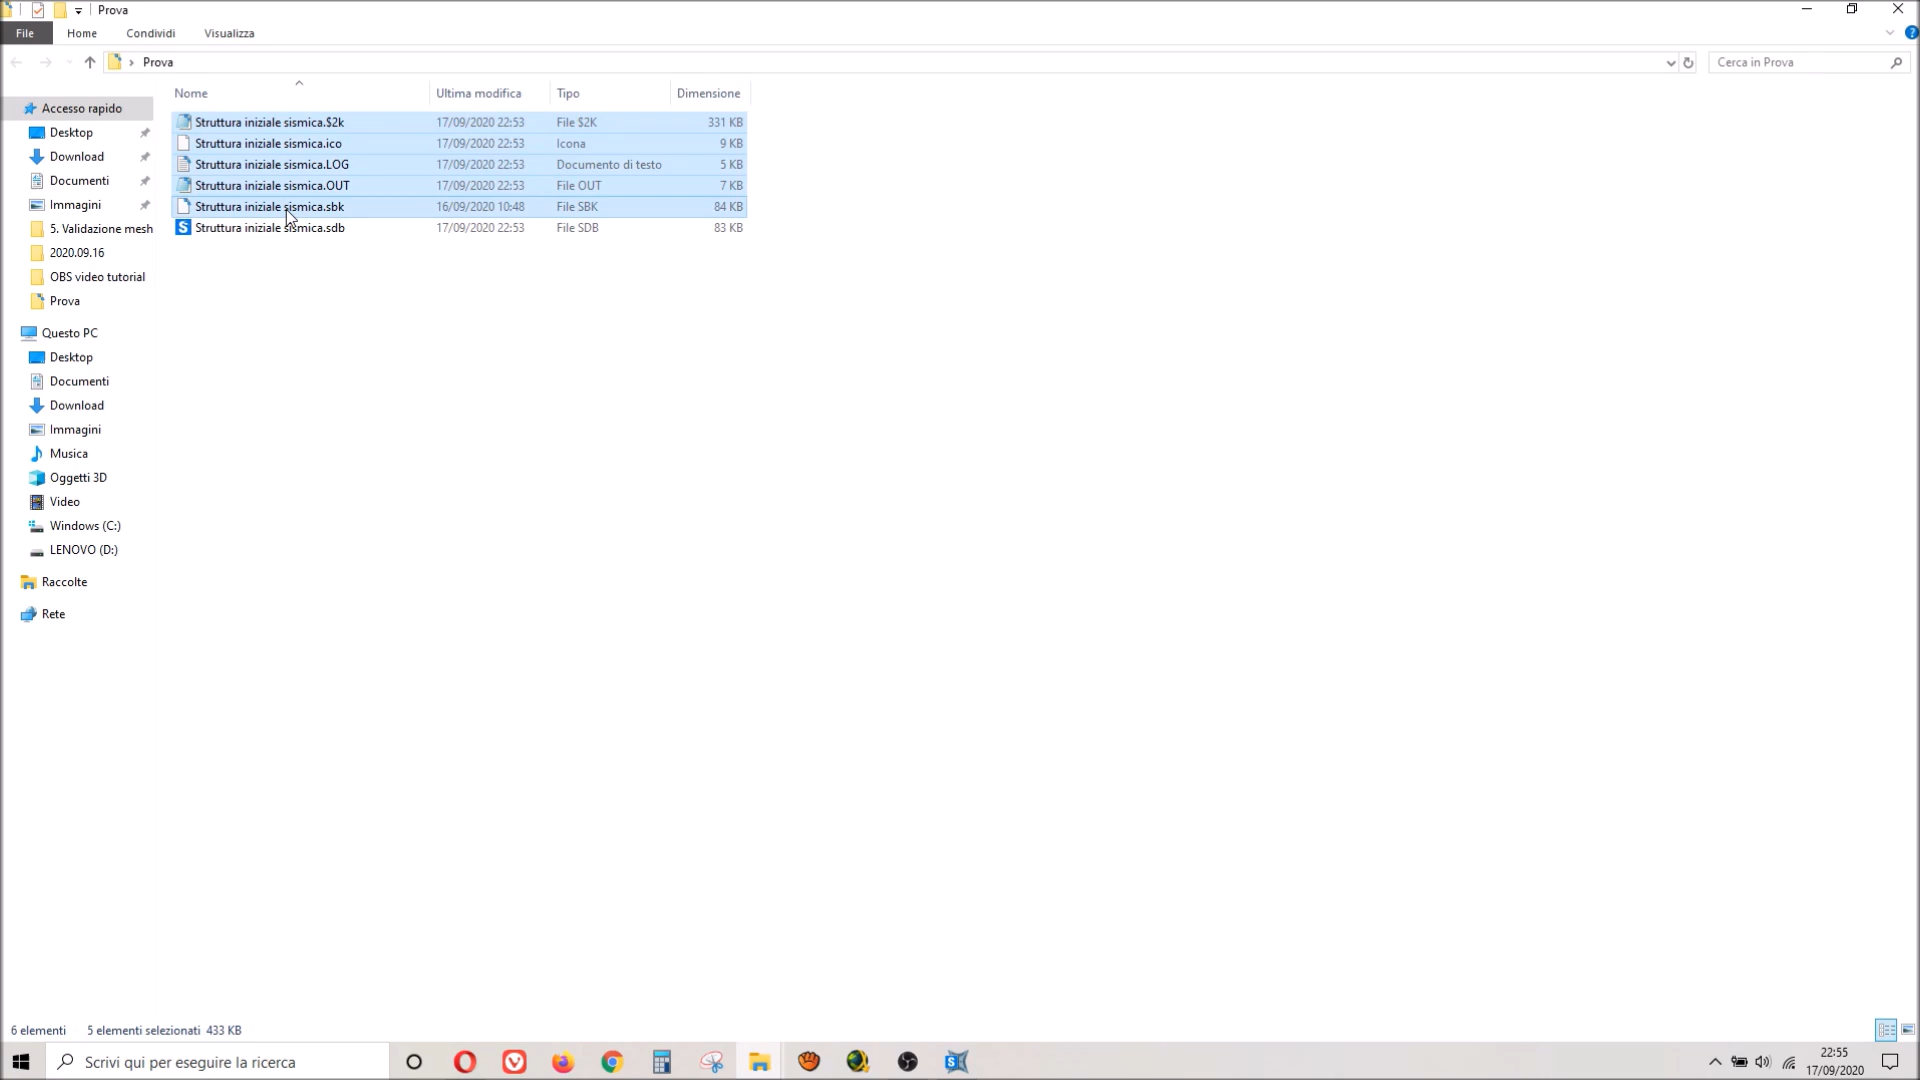 Prova
File Home Condividi Visualizza
Prova Cerca in Prova
Nome Ultima modifica Tipo Dimensione
Accesso rapido
Desktop
Download
Documenti
Immagini
5. Validazione mesh
2020.09.16
OBS video tutorial
Prova
Questo PC
Desktop
Documenti
Download
Immagini
Musica
Oggetti 3D
Video
Windows (C:)
LENOVO (D:)
Raccolte
Rete
Struttura iniziale sismica.$2k 17/09/2020 22:53 File $2K 331 KB
Struttura iniziale sismica.ico 17/09/2020 22:53 Icona 9 KB
Struttura iniziale sismica.LOG 17/09/2020 22:53 Documento di testo 5 KB
Struttura iniziale sismica.OUT 17/09/2020 22:53 File OUT 7 KB
Struttura iniziale sismica.sbk 16/09/2020 10:48 File SBK 84 KB
Struttura iniziale sismica.sdb 17/09/2020 22:53 File SDB 83 KB
6 elementi 5 elementi selezionati 433 KB
Scrivi qui per eseguire la ricerca
22:55
17/09/2020